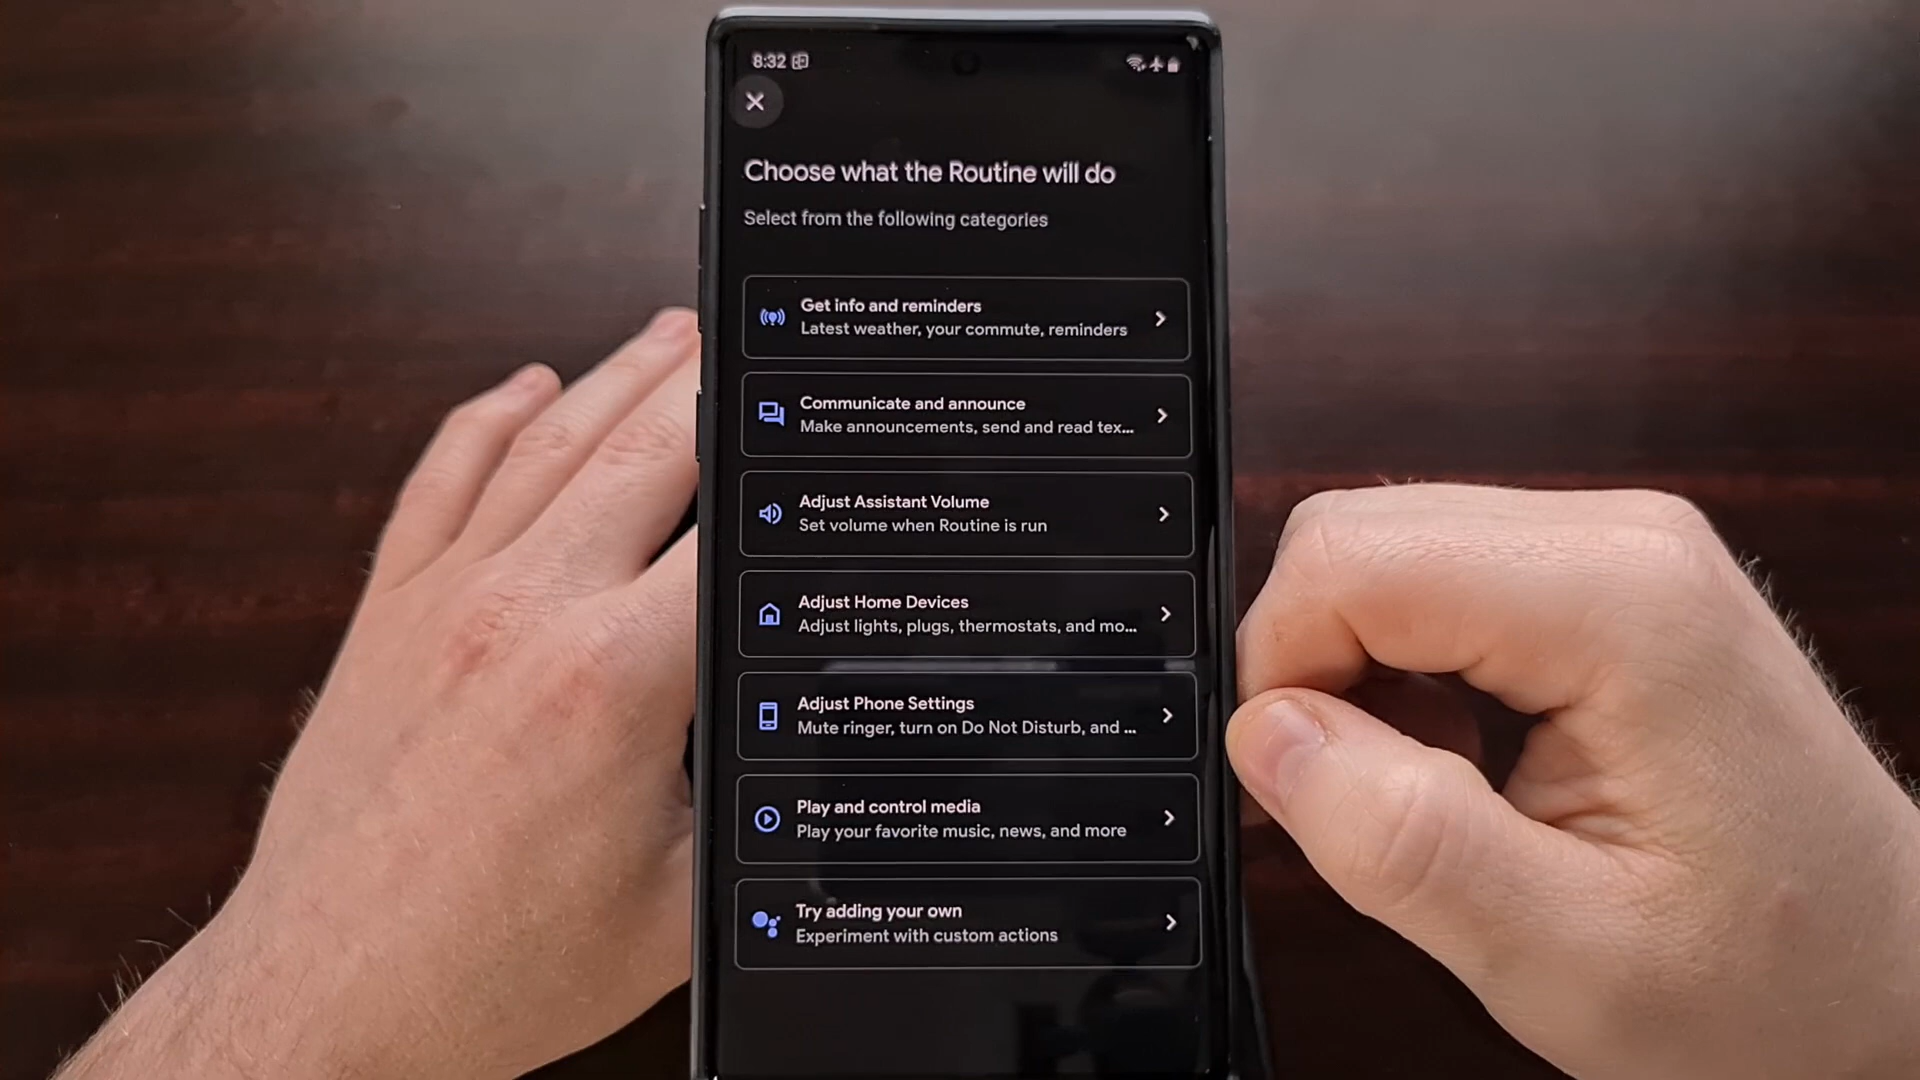 8:32
Choose what the Routine will do
Select from the following categories
Get info and reminders
Latest weather, your commute, reminders
Communicate and announce
Make announcements, send and read tex...
Adjust Assistant Volume
Set volume when Routine is run
Adjust Home Devices
Adjust lights, plugs, thermostats, and mo...
Adjust Phone Settings
Mute ringer, turn on Do Not Disturb, and ...
Play and control media
Play your favorite music, news, and more
Try adding your own
Experiment with custom actions